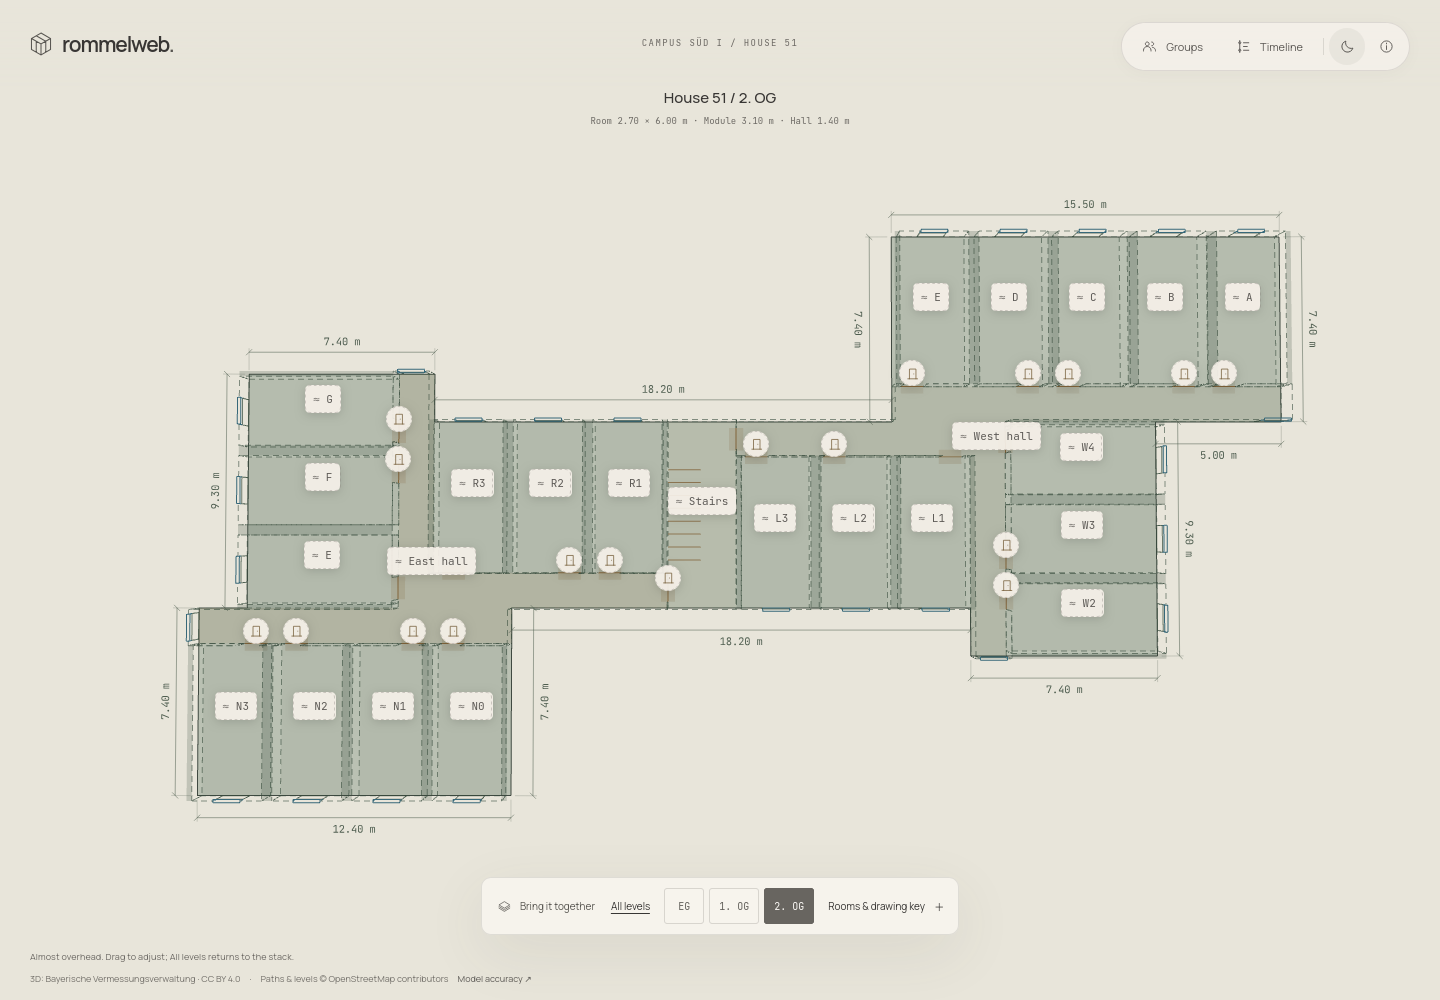 rommelweb.
CAMPUS SÜD I / HOUSE 51
Groups
Timeline
House 51 / 2. OG
Room 2.70 × 6.00 m · Module 3.10 m · Hall 1.40 m
15.50 m
7.40 m
7.40 m
≈ E
≈ D
≈ C
≈ B
≈ A
7.40 m
18.20 m
≈ G
≈ West hall
≈ W4
5.00 m
9.30 m
≈ F
≈ R3
≈ R2
≈ R1
≈ Stairs
≈ L3
≈ L2
≈ L1
≈ W3
9.30 m
≈ E
≈ East hall
≈ W2
18.20 m
7.40 m
7.40 m
7.40 m
≈ N3
≈ N2
≈ N1
≈ N0
12.40 m
Bring it together
All levels
EG
1. OG
2. OG
Rooms & drawing key +
Almost overhead. Drag to adjust; All levels returns to the stack.
3D: Bayerische Vermessungsverwaltung · CC BY 4.0 · Paths & levels © OpenStreetMap contributors Model accuracy ↗